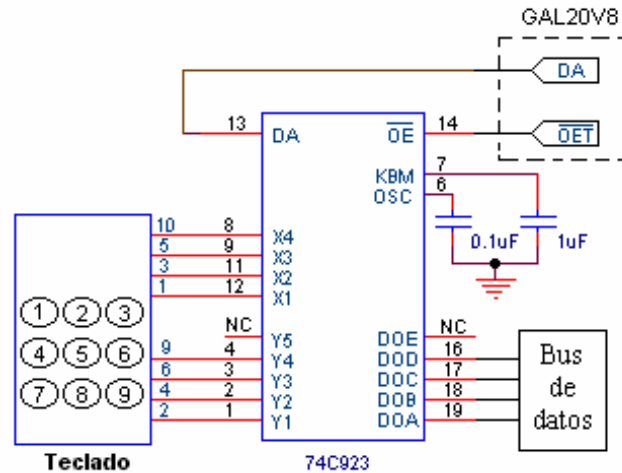 GAL20V8
DA
13 DA OE 14 OET
KBM 7
OSC 6
0.1uF 1uF
10 8 X4
5 9 X3
3 11 X2
1 12 X1
1 2 3
4 5 6
7 8 9
NC Y5 DOE NC
9 4 Y4 DOD 16
6 3 Y3 DOC 17
4 2 Y2 DOB 18
2 1 Y1 DOA 19
Bus
de
datos
Teclado
74C923